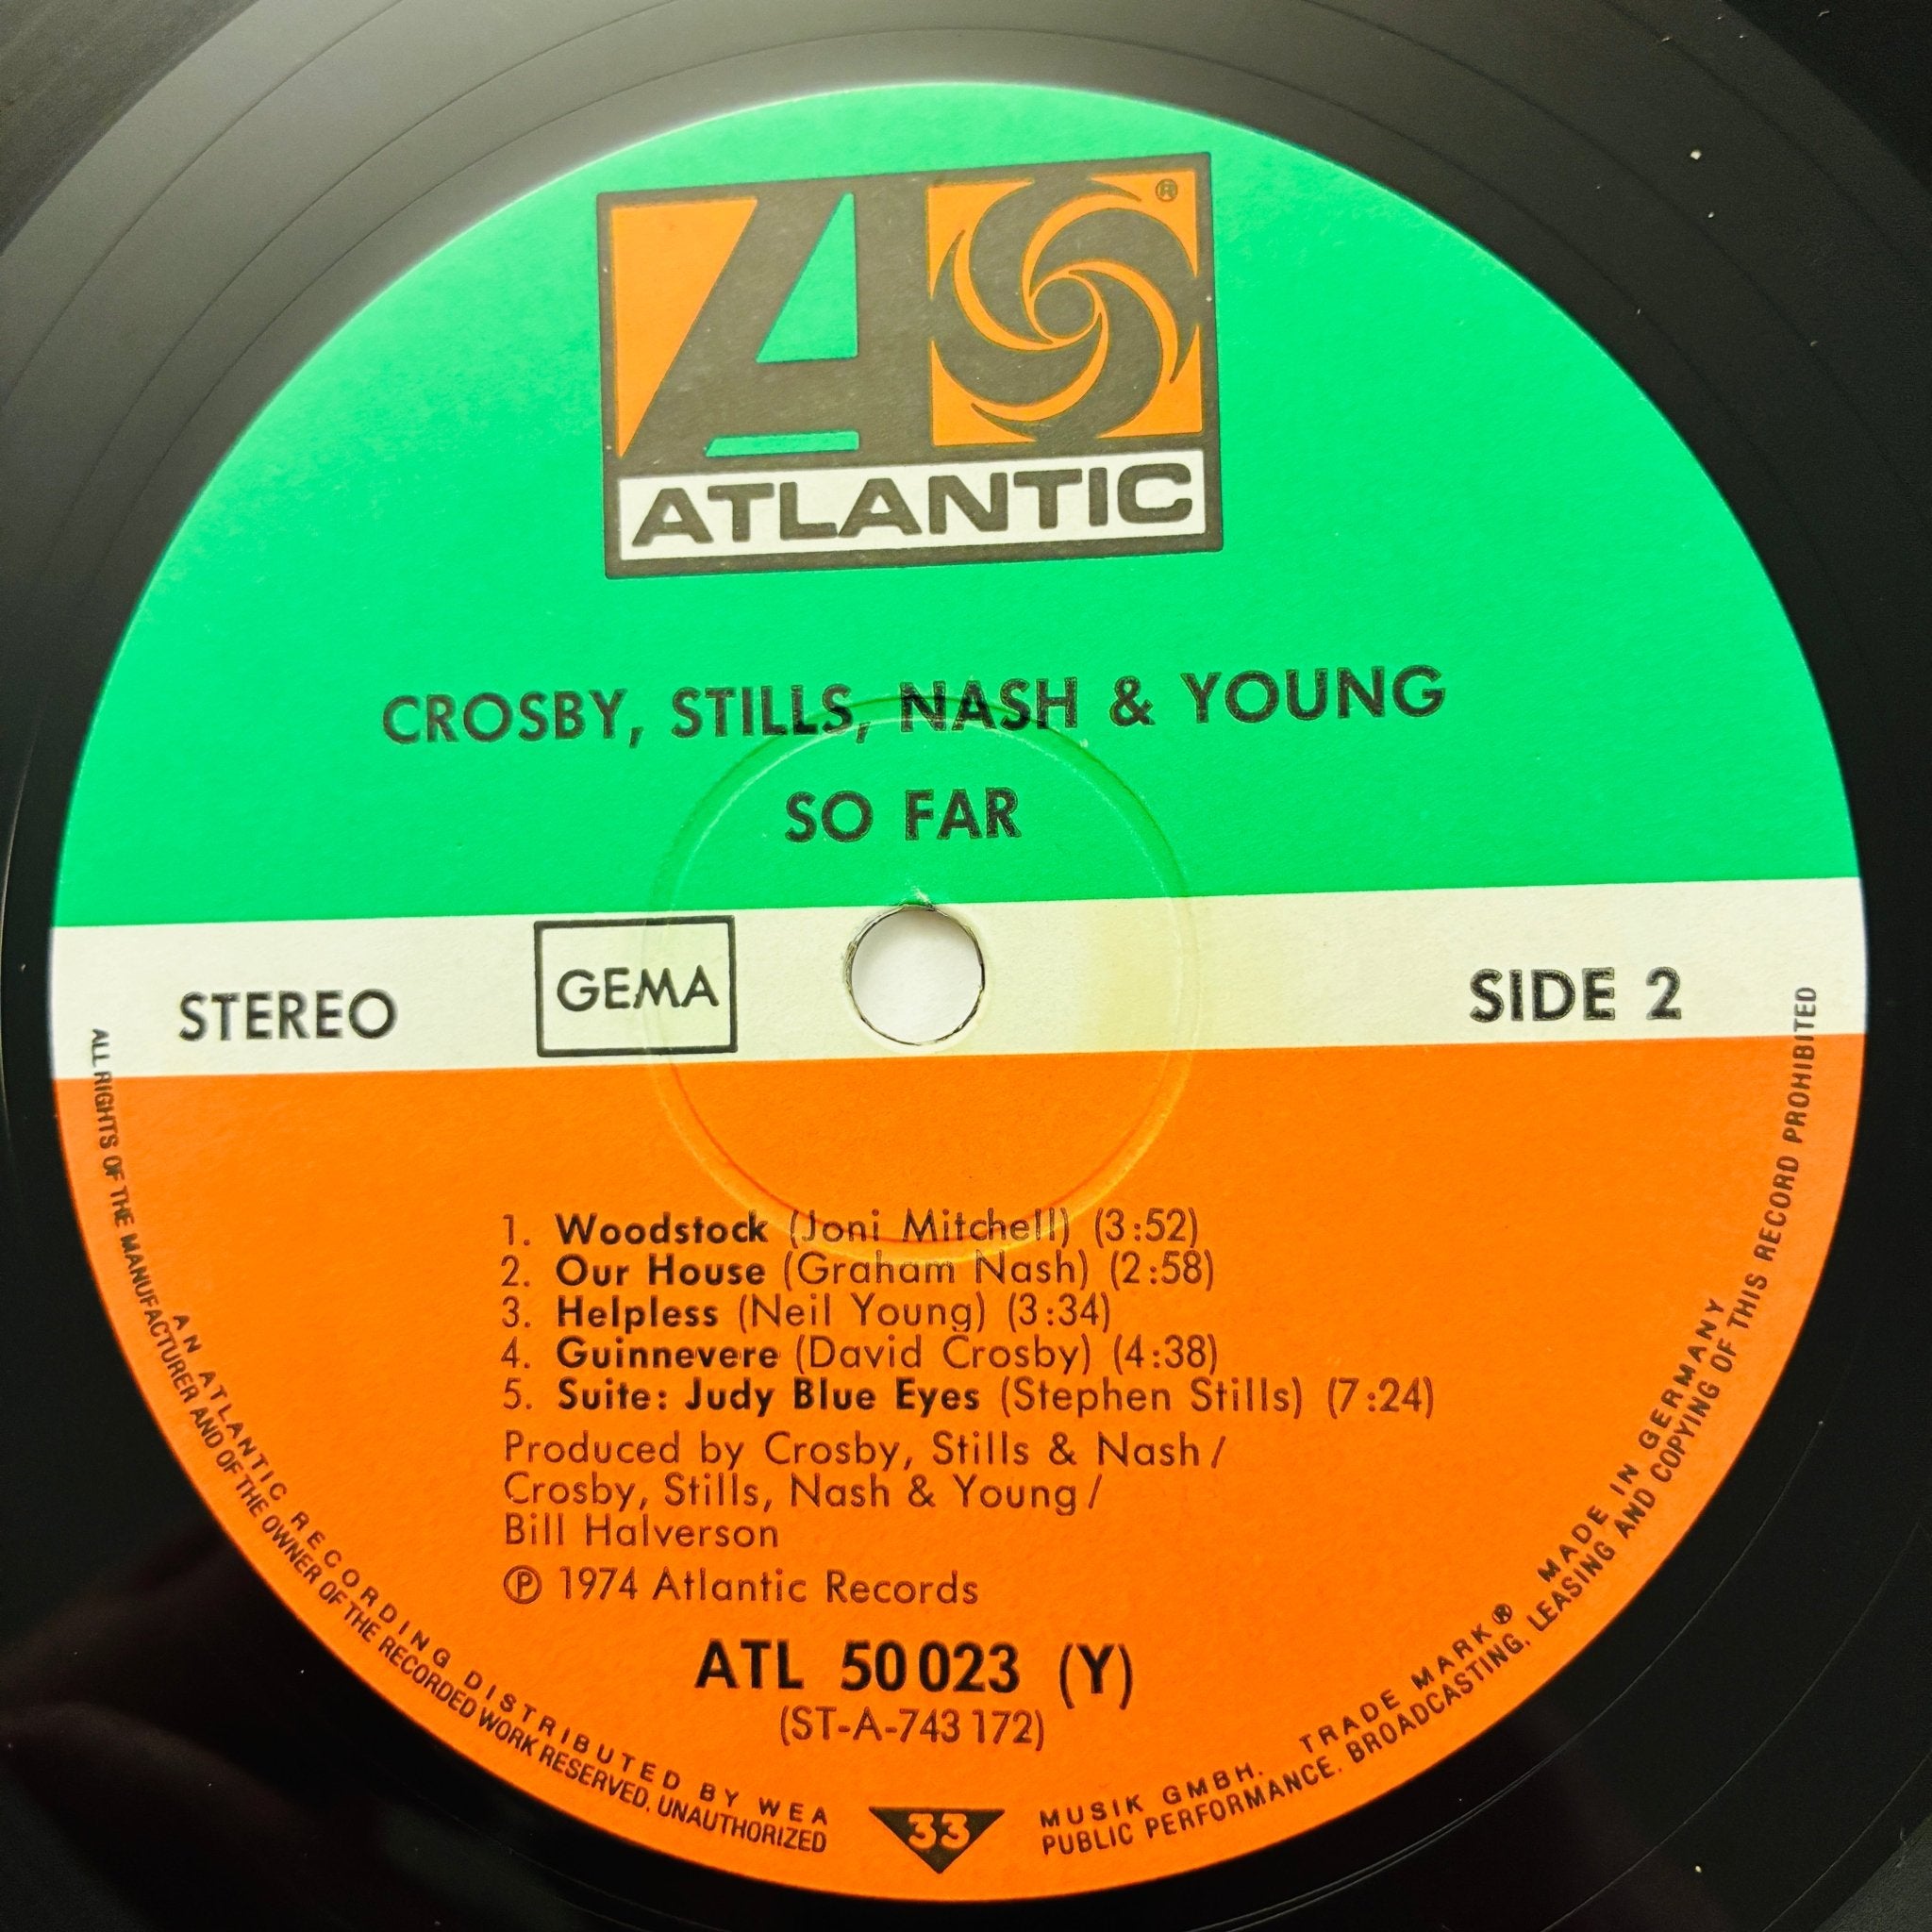 ®
ATLANTIC
CROSBY, STILLS, NASH & YOUNG
SO FAR
STEREO
GEMA
SIDE 2
1. Woodstock (Joni Mitchell) (3:52)
2. Our House (Graham Nash) (2:58)
3. Helpless (Neil Young) (3:34)
4. Guinnevere (David Crosby) (4:38)
5. Suite: Judy Blue Eyes (Stephen Stills) (7:24)
Produced by Crosby, Stills & Nash /
Crosby, Stills, Nash & Young /
Bill Halverson
℗ 1974 Atlantic Records
ATL 50 023 (Y)
(ST-A-743 172)
33
AN ATLANTIC RECORDING DISTRIBUTED BY WEA MUSIK GMBH. TRADE MARK® MADE IN GERMANY
ALL RIGHTS OF THE MANUFACTURER AND OF THE OWNER OF THE RECORDED WORK RESERVED. UNAUTHORIZED PUBLIC PERFORMANCE. BROADCASTING. LEASING AND COPYING OF THIS RECORD PROHIBITED